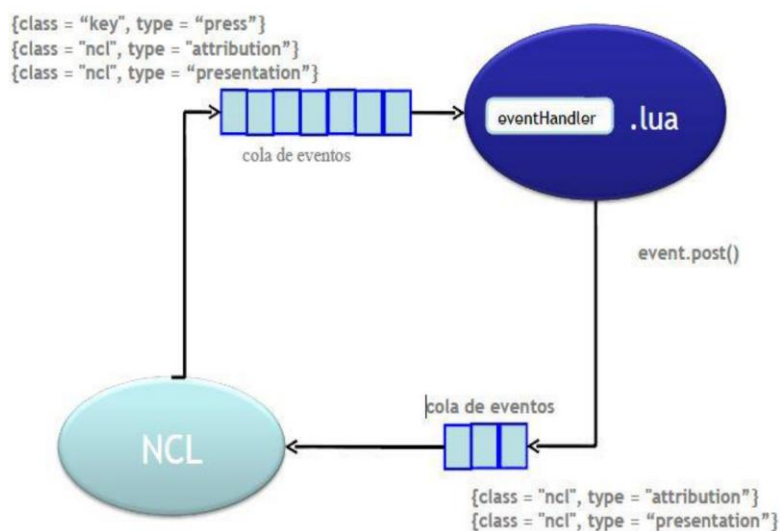 {class = “key", type = “press”}
{class = "ncl", type = "attribution”}
{class = "ncl", type = “presentation”}
eventHandler .lua
cola de eventos
event.post()
cola de eventos
NCL
{class = "ncl", type = "attribution”}
{class = "ncl", type = “presentation”}